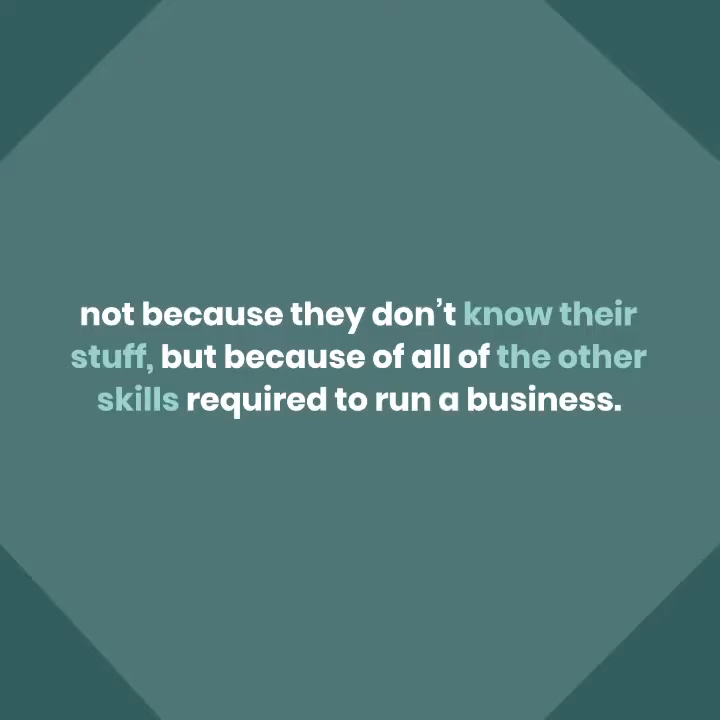 not because they don’t know their
stuff, but because of all of the other
skills required to run a business.